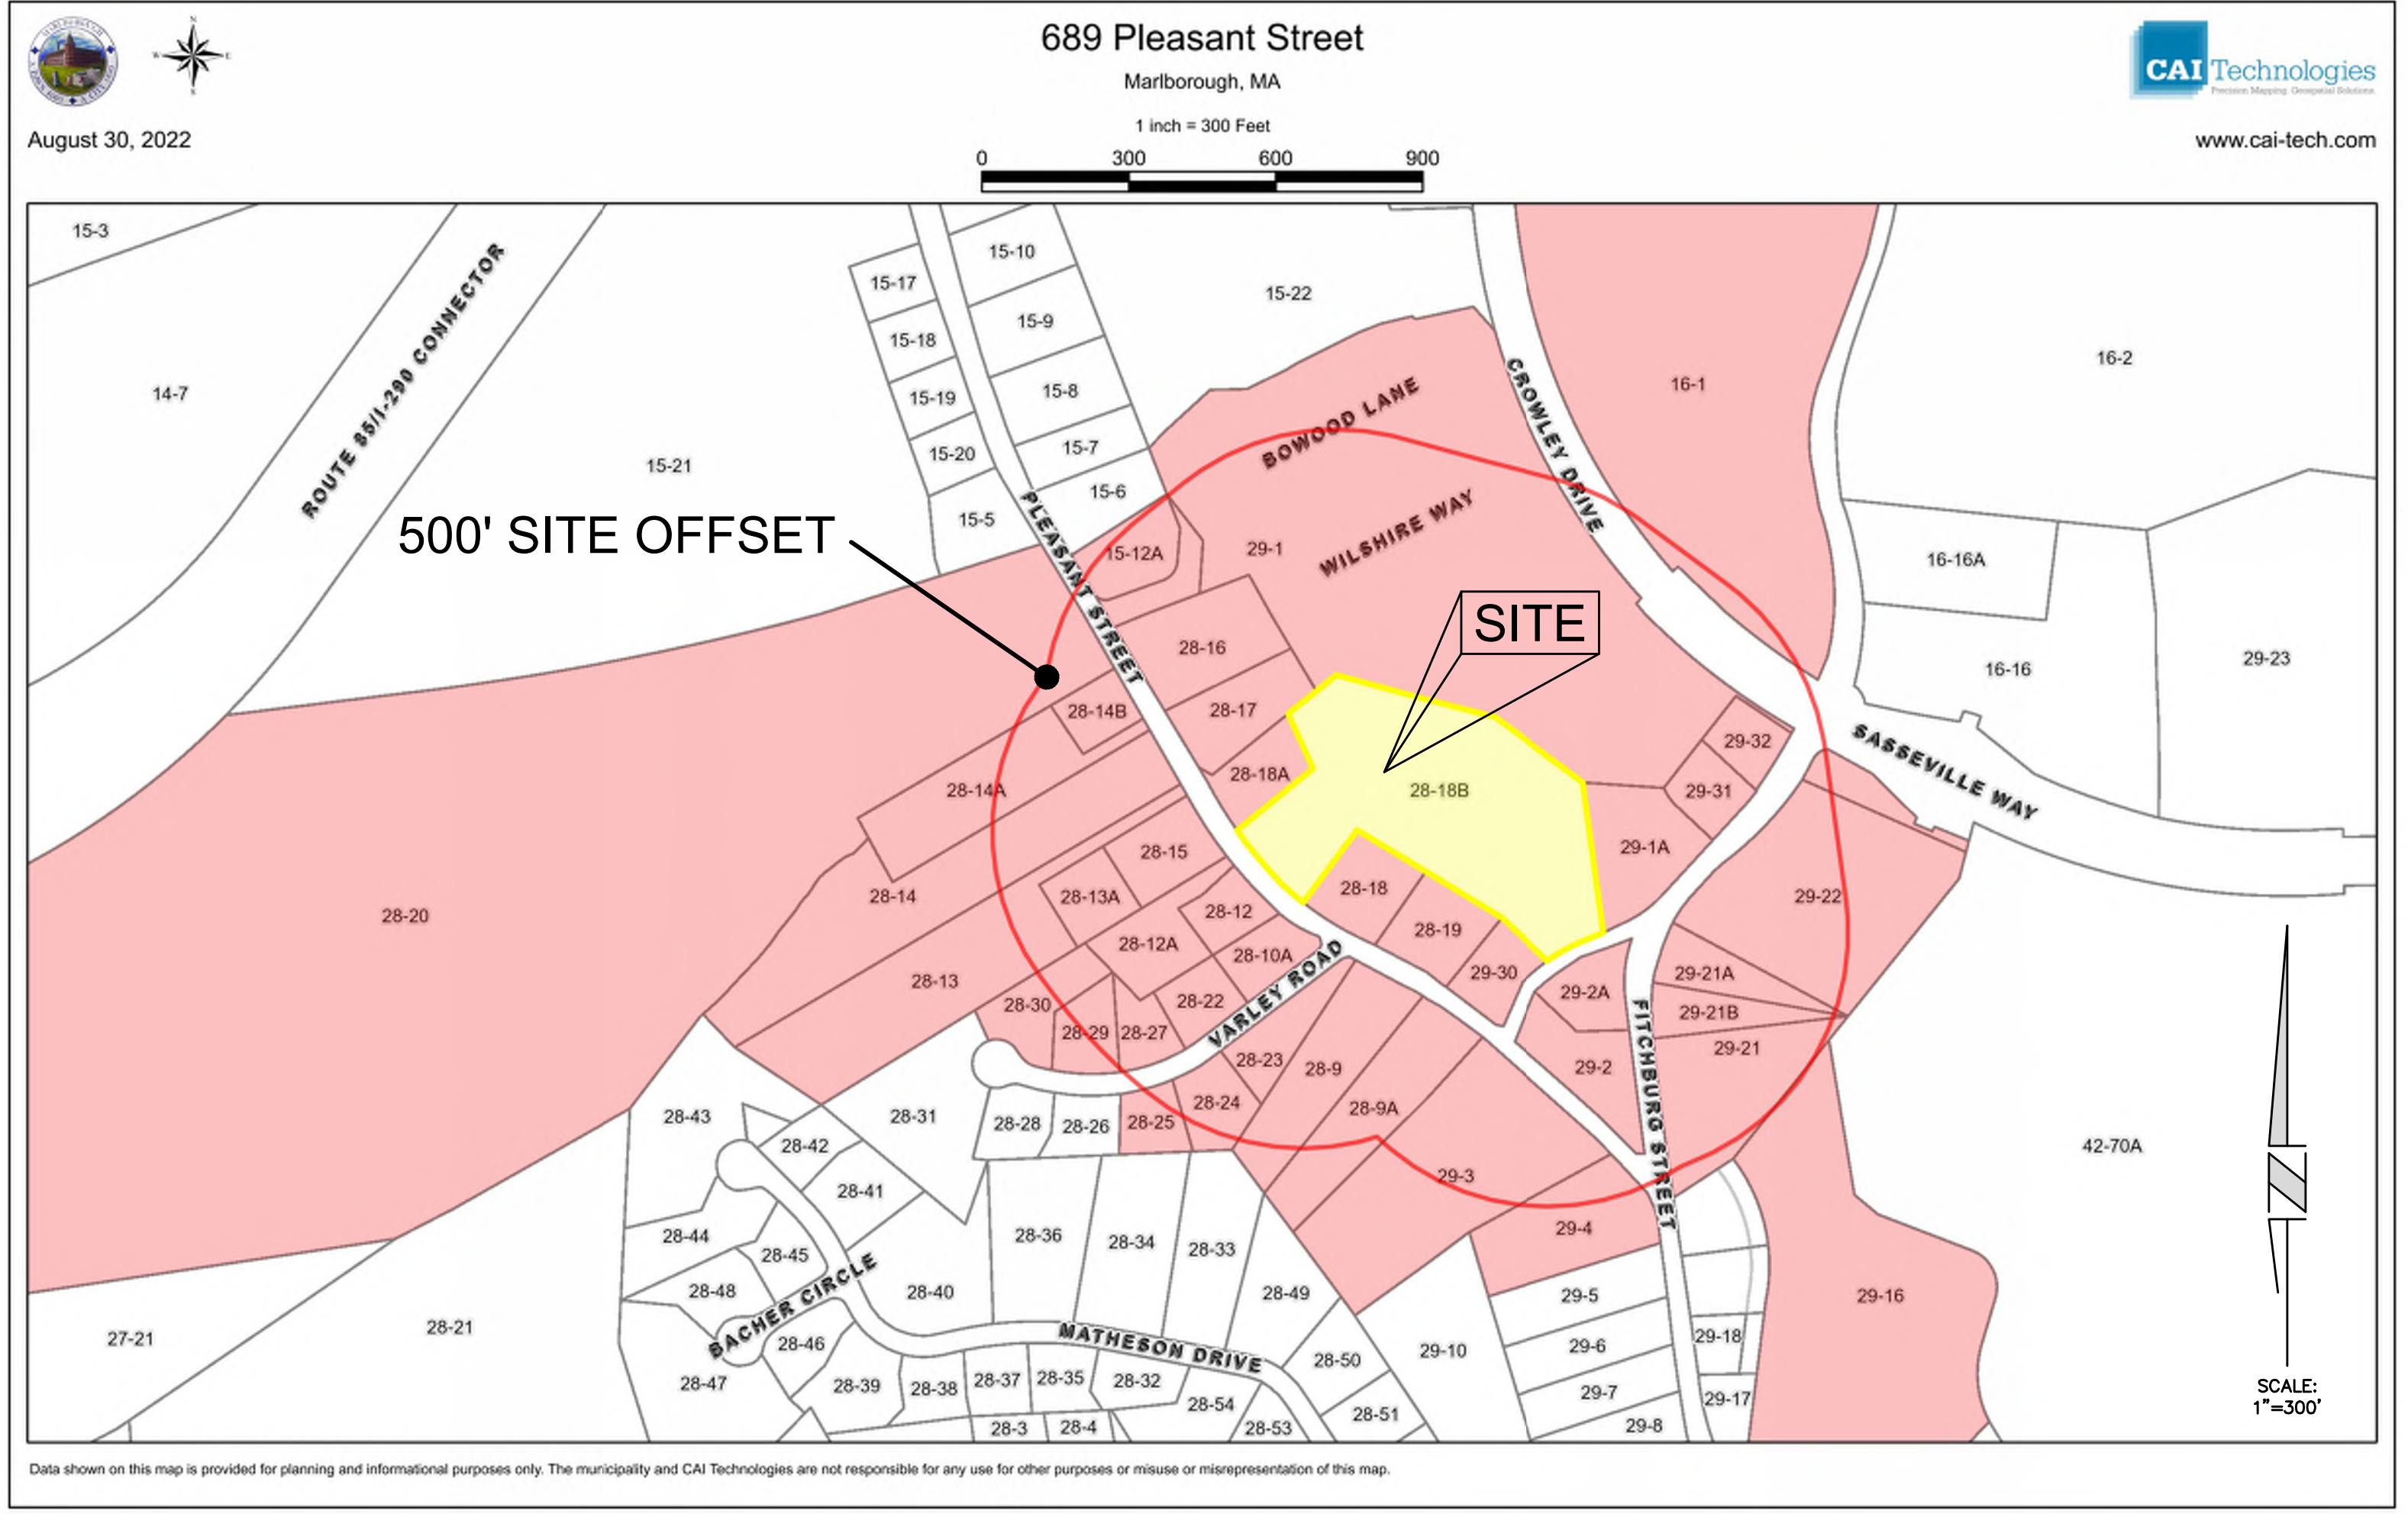 689 Pleasant Street
Marlborough, MA
1 inch = 300 Feet
0 300 600 900
N
W E
August 30, 2022
CAI Technologies
Precision Mapping. Geospatial Solutions.
www.cai-tech.com
15-3
15-10
15-17
15-22
15-9
15-18
16-2
16-1
15-8
14-7
15-19
ROUTE 85/I-290 CONNECTOR
BOWOOD LANE
CROWLEY DRIVE
15-7
15-20
15-21
15-6
15-5
PLEASANT STREET
WILSHIRE WAY
500' SITE OFFSET
15-12A
29-1
16-16A
SITE
28-16
29-23
16-16
28-14B
28-17
29-32
SASSEVILLE WAY
28-18A
28-14A
28-18B
29-31
28-15
29-1A
28-18
28-14
28-13A
29-22
28-20
28-12
28-19
28-12A
28-10A
29-30
29-21A
28-13
29-2A
28-22
28-30
VARLEY ROAD
29-21B
28-29
28-27
29-21
28-23
28-9
29-2
FITCHBURG STREET
28-24
28-9A
28-43
28-31
28-28
28-26
28-25
28-42
42-70A
29-3
28-41
29-4
28-44
28-36
28-34
28-33
28-45
28-48
28-40
28-49
29-5
29-16
BACHER CIRCLE
27-21
28-21
MATHESON DRIVE
29-18
28-46
29-6
29-10
28-50
28-47
28-39
28-38
28-37
28-35
28-32
29-7
29-17
28-54
28-51
28-3
28-4
28-53
29-8
N
SCALE:
1"=300'
Data shown on this map is provided for planning and informational purposes only. The municipality and CAI Technologies are not responsible for any use for other purposes or misuse or misrepresentation of this map.